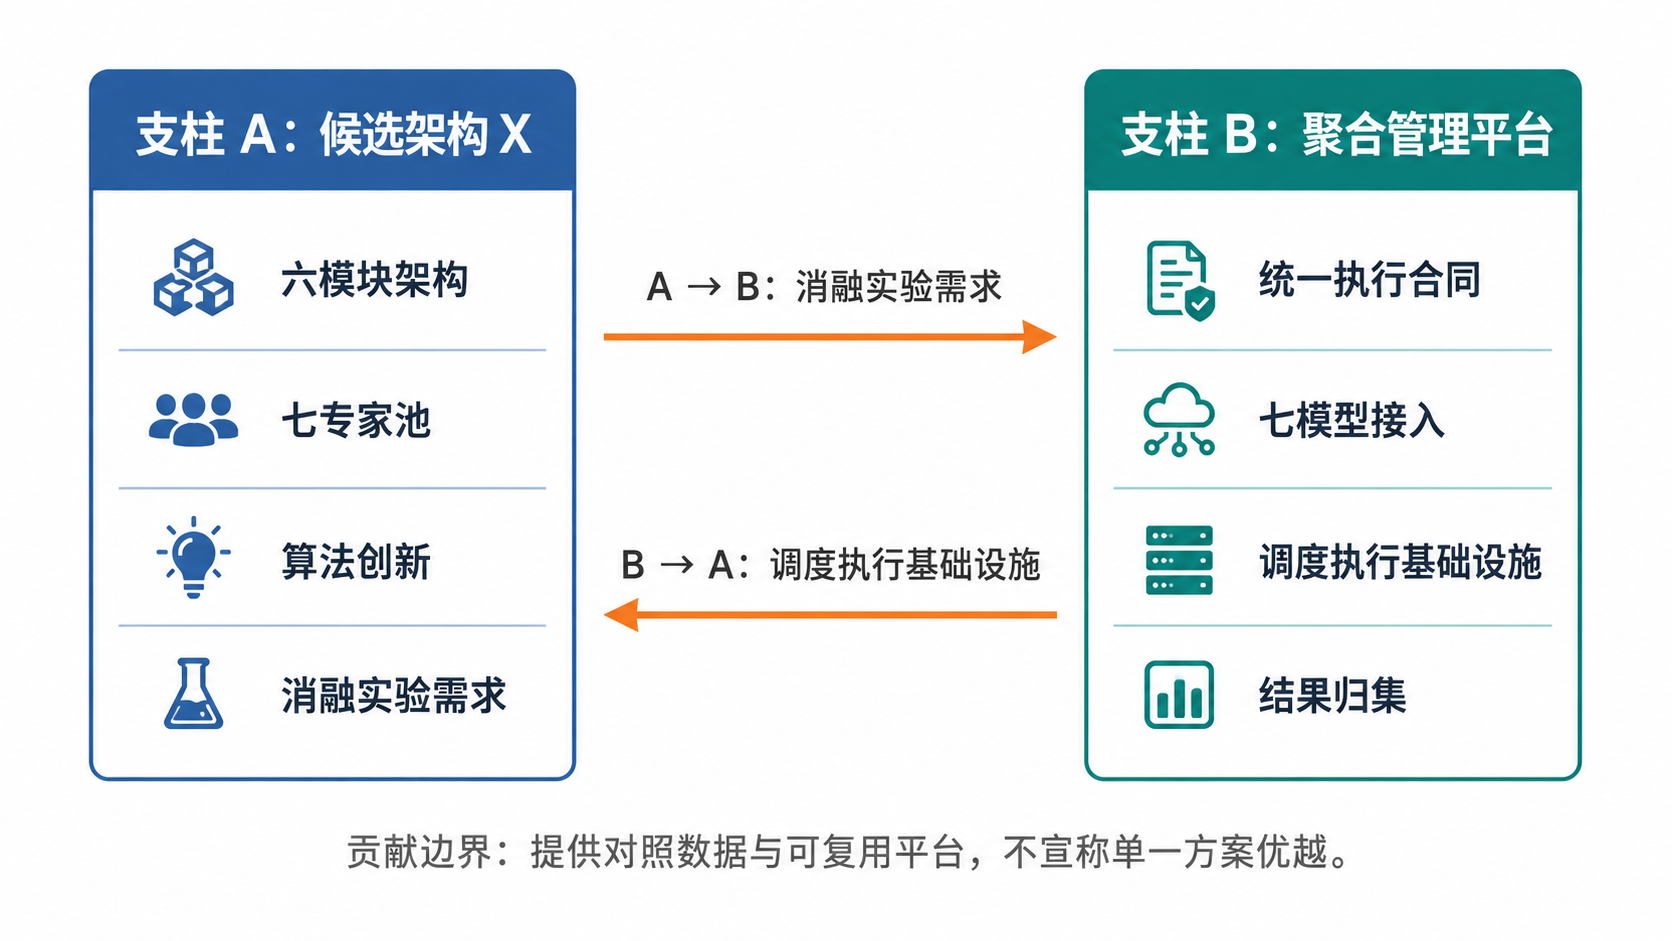 支柱 A：候选架构 X
六模块架构
七专家池
算法创新
消融实验需求
A → B：消融实验需求
B → A：调度执行基础设施
支柱 B：聚合管理平台
统一执行合同
七模型接入
调度执行基础设施
结果归集
贡献边界：提供对照数据与可复用平台，不宣称单一方案优越。